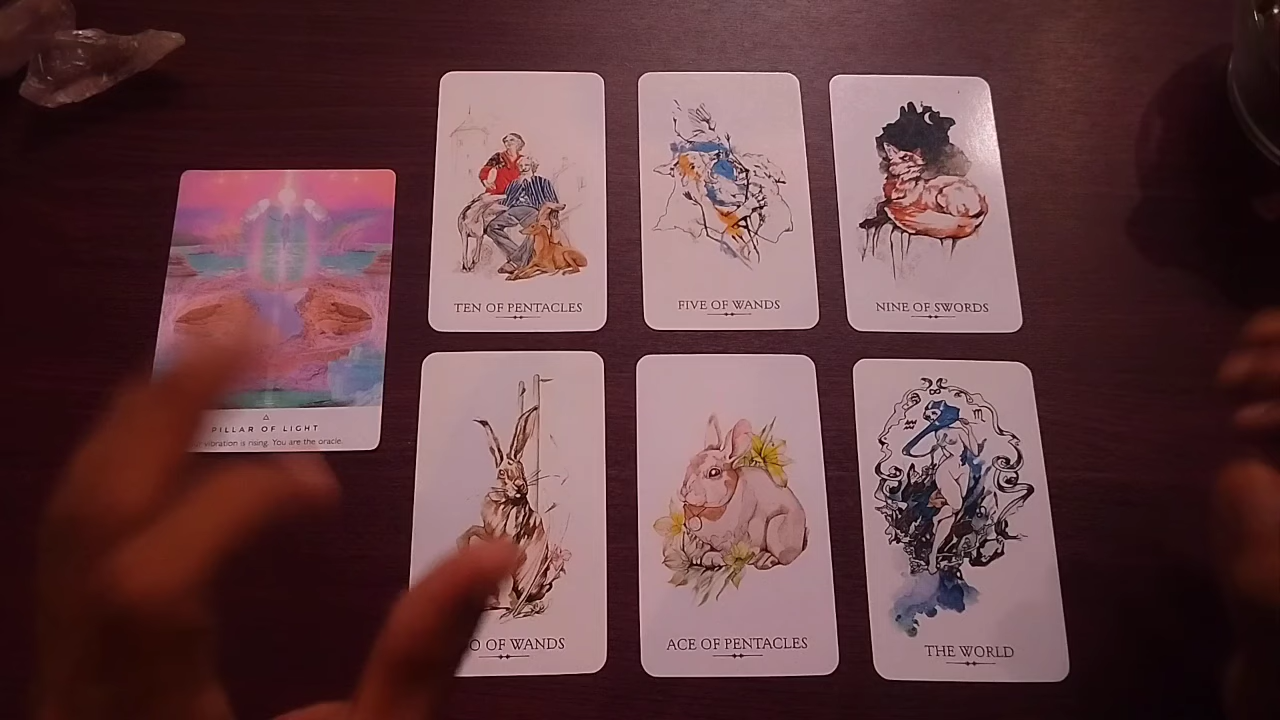 TEN OF PENTACLES
FIVE OF WANDS
NINE OF SWORDS
PILLAR OF LIGHT
vibration is rising. You are the oracle.
OF WANDS
ACE OF PENTACLES
THE WORLD